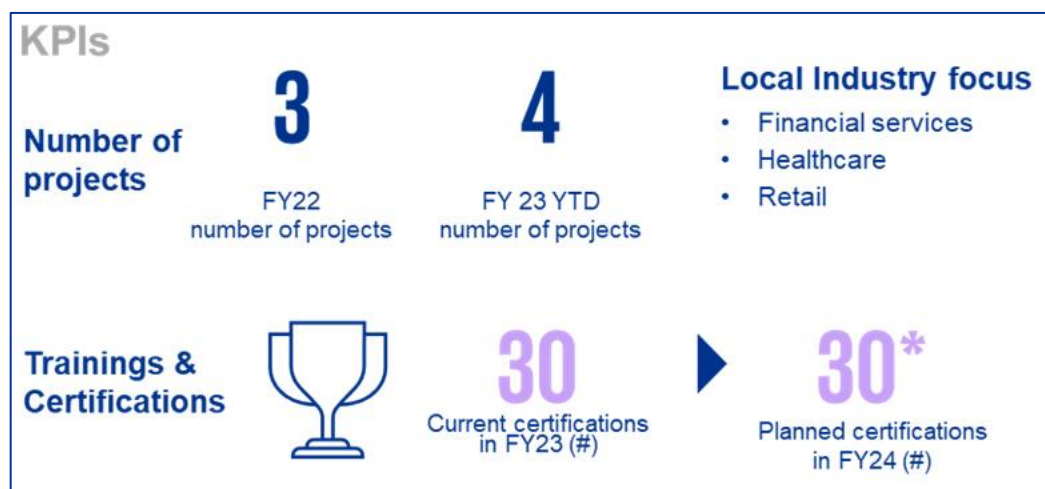 KPIs
Number of
projects
3
FY22
number of projects
4
FY 23 YTD
number of projects
Local Industry focus
• Financial services
• Healthcare
• Retail
Trainings &
Certifications
30
Current certifications
in FY23 (#)
30*
Planned certifications
in FY24 (#)